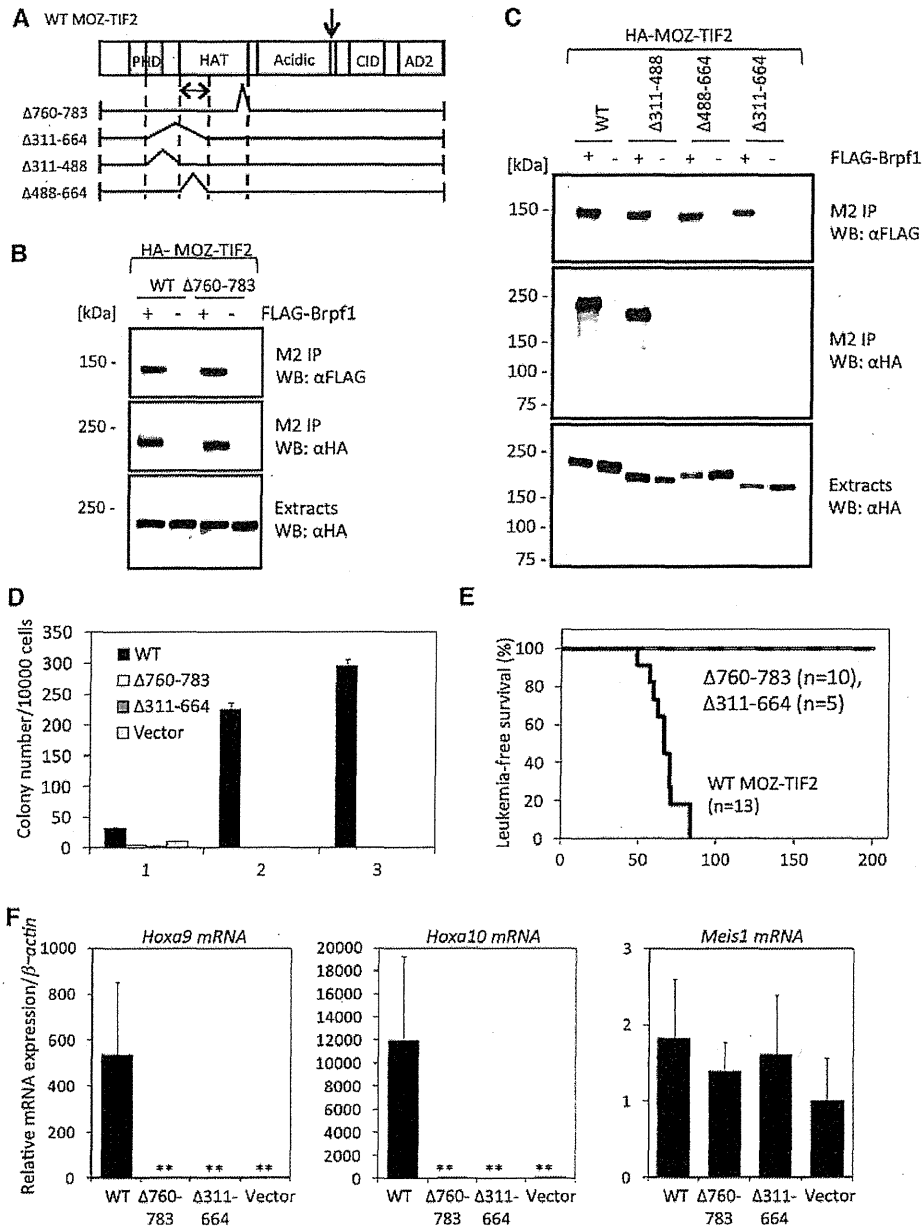 A
WT MOZ-TIF2
PHD HAT Acidic CID AD2
Δ760-783
Δ311-664
Δ311-488
Δ488-664
B
HA- MOZ-TIF2
WT Δ760-783
[kDa] + - + - FLAG-Brpf1
150 -
M2 IP
WB: αFLAG
250 -
M2 IP
WB: αHA
250 -
Extracts
WB: αHA
C
HA-MOZ-TIF2
WT Δ311-488 Δ488-664 Δ311-664
+ - + - + - + - FLAG-Brpf1
[kDa]
150 -
M2 IP
WB: αFLAG
250 -
150 -
100 -
75 -
M2 IP
WB: αHA
250 -
150 -
100 -
75 -
Extracts
WB: αHA
D
Colony number/10000 cells
350
300
250
200
150
100
50
0
WT
Δ760-783
Δ311-664
Vector
1 2 3
E
Leukemia-free survival (%)
100
80
60
40
20
0
Δ760-783 (n=10),
Δ311-664 (n=5)
WT MOZ-TIF2
(n=13)
0 50 100 150 200
F
Relative mRNA expression/β-actin
Hoxa9 mRNA
1000
800
600
400
200
0
** ** **
WT Δ760-783 Δ311-664 Vector
Hoxa10 mRNA
20000
18000
16000
14000
12000
10000
8000
6000
4000
2000
0
** ** **
WT Δ760-783 Δ311-664 Vector
Meis1 mRNA
3
2
1
0
WT Δ760-783 Δ311-664 Vector